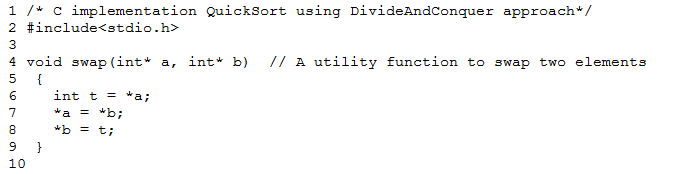 1 /* C implementation QuickSort using DivideAndConquer approach*/
2 #include<stdio.h>
3
4 void swap(int* a, int* b)  // A utility function to swap two elements
5  {
6    int t = *a;
7    *a = *b;
8    *b = t;
9  }
10